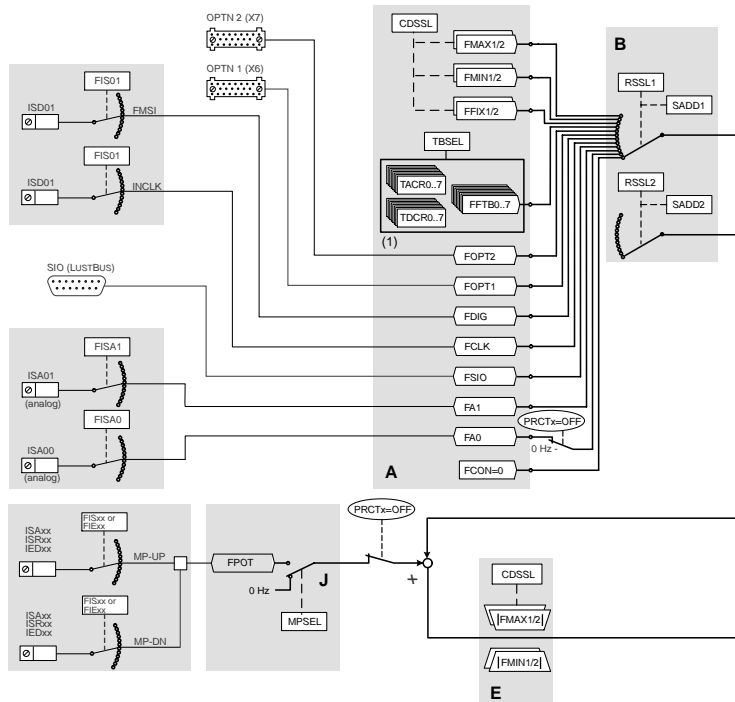 OPTN 2 (X7)
OPTN 1 (X6)
CDSSL
FMAX1/2
FMIN1/2
FFIX1/2
A
B
RSSL1
SADD1
RSSL2
SADD2
FIS01
ISD01
FMSI
FIS01
ISD01
INCLK
TBSEL
TACR0..7
TDCR0..7
FFTB0..7
(1)
SIO (LUSTBUS)
FOPT2
FOPT1
FDIG
FCLK
FSIO
FA1
FA0
FCON=0
PRCTx=OFF
0 Hz -
A
FISA1
ISA01
(analog)
FISA0
ISA00
(analog)
ISAxx
ISRxx
IEDxx
FISxx or
FIExx
MP-UP
ISAxx
ISRxx
IEDxx
FISxx or
FIExx
MP-DN
FPOT
0 Hz
J
MPSEL
PRCTx=OFF
+
CDSSL
|FMAX1/2|
|FMIN1/2|
E